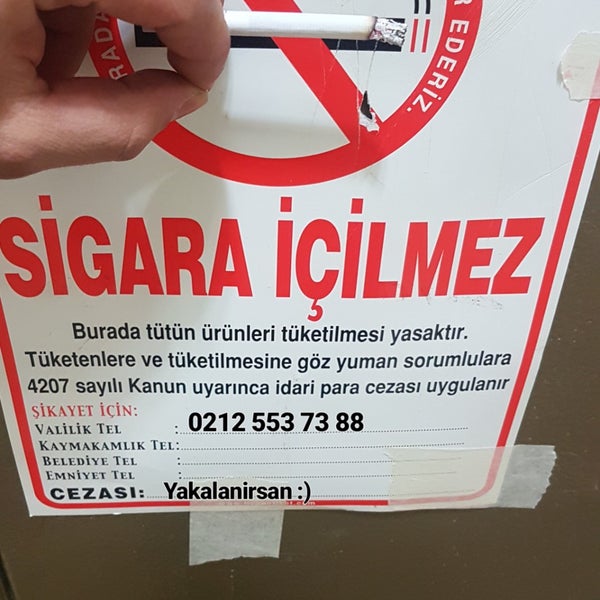 EDERİZ.
SİGARA İÇİLMEZ
Burada tütün ürünleri tüketilmesi yasaktır.
Tüketenlere ve tüketilmesine göz yuman sorumlulara
4207 sayılı Kanun uyarınca idari para cezası uygulanır
ŞİKAYET İÇİN:
VALİLİK TEL : 0212 553 73 88
KAYMAKAMLIK TEL:
BELEDİYE TEL :
EMNİYET TEL :
CEZASI: Yakalanirsan :)